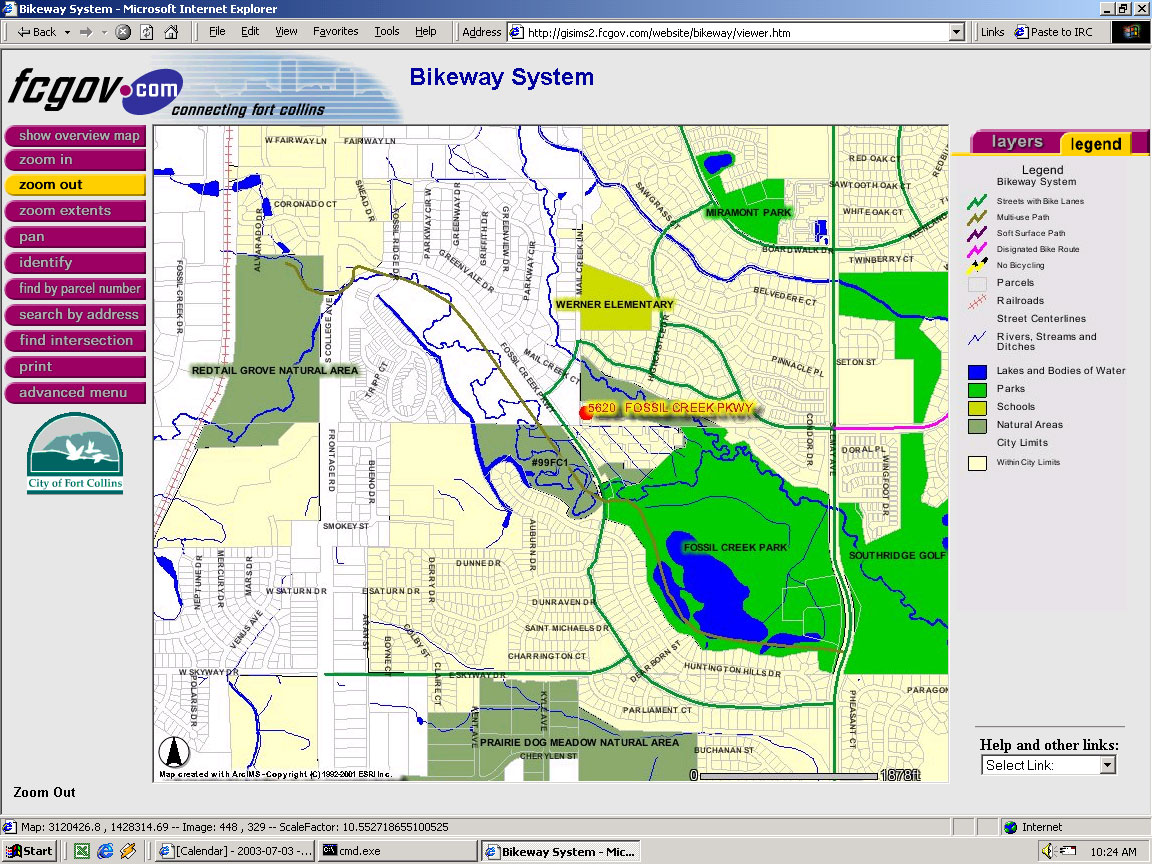 Bikeway System - Microsoft Internet Explorer
Back File Edit View Favorites Tools Help Address http://gisims2.fcgov.com/website/bikeway/viewer.htm Links Paste to IRC
fcgov.com
connecting fort collins
Bikeway System
show overview map
zoom in
zoom out
zoom extents
pan
identify
find by parcel number
search by address
find intersection
print
advanced menu
City of Fort Collins
W FAIRWAY LN
FAIRWAY LN
RED OAK CT
SAWTOOTH OAK CT
WHITE OAK CT
SNEAD DR
CORONADO CT
ALVARADO DR
FOSSIL RIDGE DR
PARKWAY CIR W
GREENWAY DR
GRIFFITH DR
GREENVIEW DR
PARKWAY CIR
GREENVALE DR
MAIL CREEK LN
SAWGRASS CT
MIRAMONT PARK
BOARDWALK DR
TWINBERRY CT
FOSSIL CREEK DR
S COLLEGE AVE
WERNER ELEMENTARY
BELVEDERE CT
HIGHCASTLE DR
REDTAIL GROVE NATURAL AREA
TRIPP CT
FOSSIL CREEK PKWY
MAIL CREEK CT
PINNACLE PL
SETON ST
5620 FOSSIL CREEK PKWY
CONDOR DR
S LEMAY AVE
DORAL PL
WINGFOOT DR
FRONTAGE RD
BUENO DR
#99FC1
SMOKEY ST
AUBURN DR
FOSSIL CREEK PARK
SOUTHRIDGE GOLF
NEPTUNE DR
MERCURY DR
MARS DR
DERRY DR
DUNNE DR
W SATURN DR
E SATURN DR
DUNRAVEN DR
VENUS AVE
ARRAN ST
BOYNE CT
COLBY ST
SAINT MICHAELS DR
CHARRINGTON CT
CLAIRE CT
W SKYWAY DR
E SKYWAY DR
DEARBORN ST
HUNTINGTON HILLS DR
POLARIS DR
PARLIAMENT CT
PHEASANT CT
PARAGON
KENT AVE
KYLE AVE
PRAIRIE DOG MEADOW NATURAL AREA
BUCHANAN ST
CHERYLEN ST
Map created with ArcIMS - Copyright (C) 1992-2001 ESRI Inc.
0 1878ft
layers legend
Legend
Bikeway System
Streets with Bike Lanes
Multi-use Path
Soft Surface Path
Disignated Bike Route
No Bicycling
Parcels
Railroads
Street Centerlines
Rivers, Streams and
Ditches
Lakes and Bodies of Water
Parks
Schools
Natural Areas
City Limits
Within City Limits
Help and other links:
Select Link:
Zoom Out
Map: 3120426.8 , 1428314.69 -- Image: 448 , 329 -- ScaleFactor: 10.552718655100525
Internet
Start [Calendar] - 2003-07-03 -... cmd.exe Bikeway System - Mic... 10:24 AM